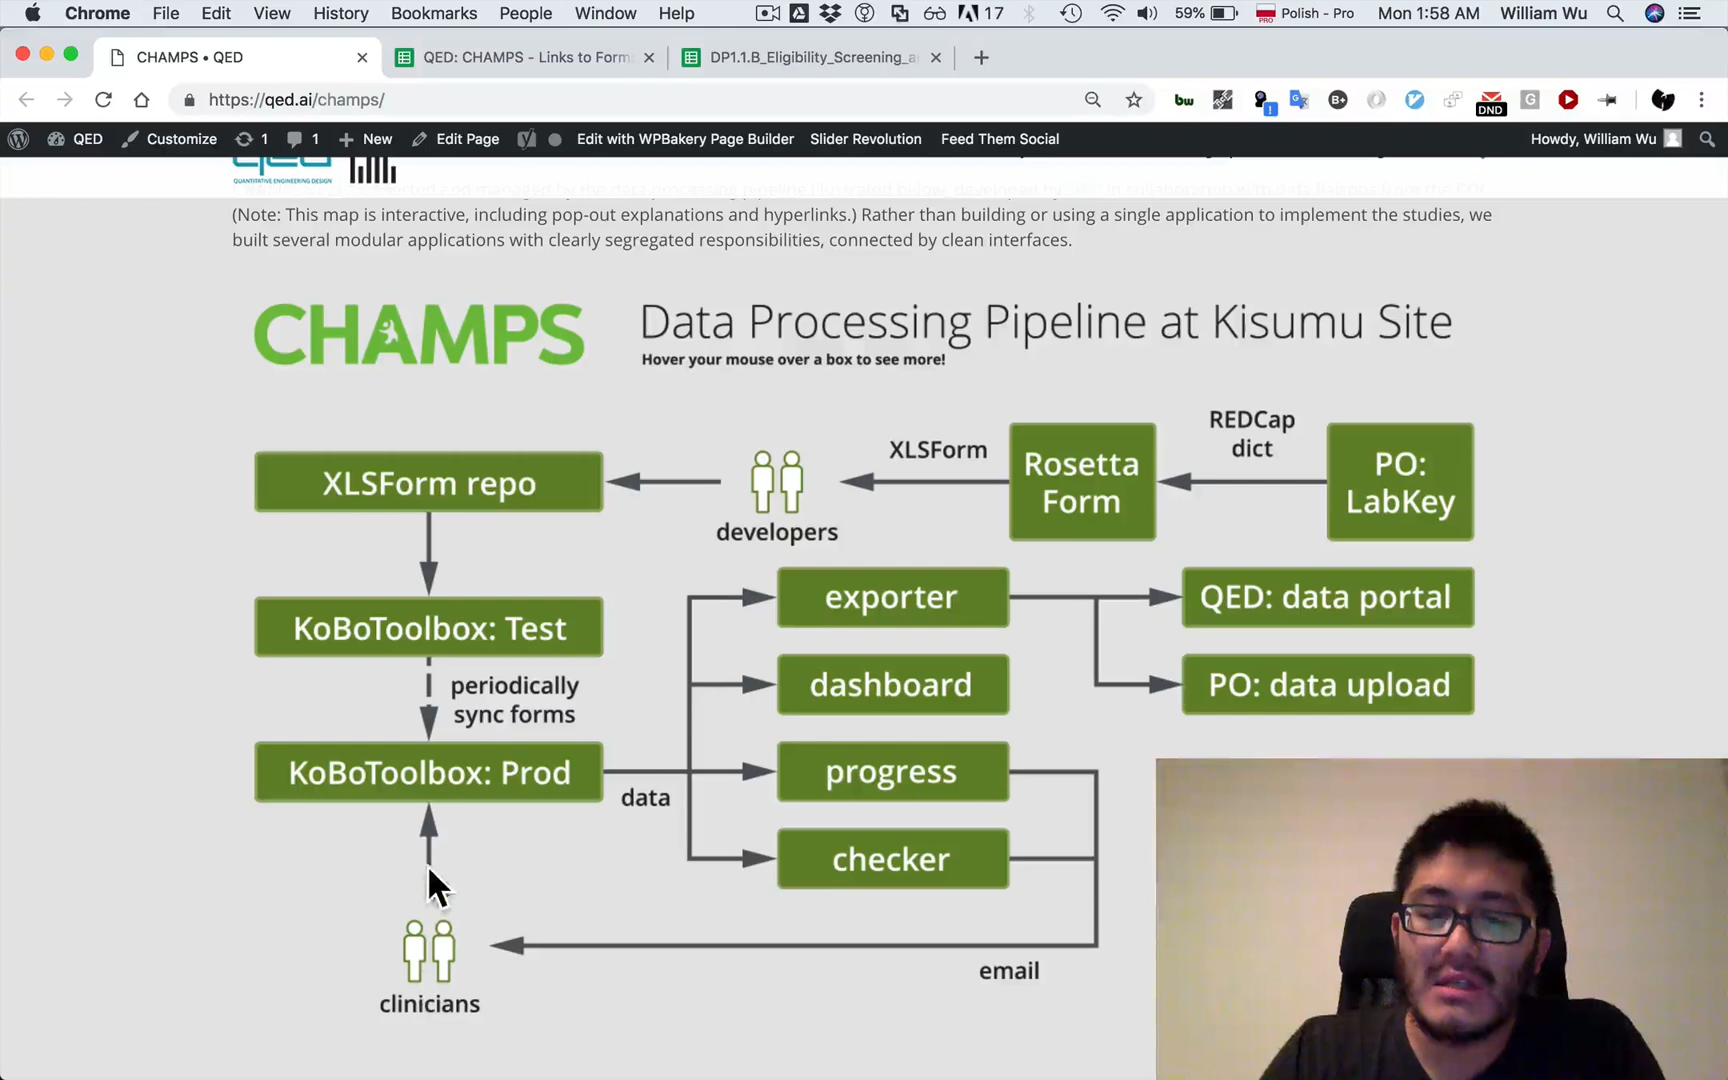 Chrome File Edit View History Bookmarks People Window Help 17 59% Polish - Pro Mon 1:58 AM William Wu
CHAMPS • QED
QED: CHAMPS - Links to Form
DP1.1.B_Eligibility_Screening_a
https://qed.ai/champs/
bw
B+
G
DND
QED Customize 1 1 New Edit Page Edit with WPBakery Page Builder Slider Revolution Feed Them Social Howdy, William Wu
QUANTITATIVE ENGINEERING DESIGN
(Note: This map is interactive, including pop-out explanations and hyperlinks.) Rather than building or using a single application to implement the studies, we
built several modular applications with clearly segregated responsibilities, connected by clean interfaces.
CHAMPS
Data Processing Pipeline at Kisumu Site
Hover your mouse over a box to see more!
XLSForm repo
developers
XLSForm
Rosetta
Form
REDCap
dict
PO:
LabKey
KoBoToolbox: Test
exporter
QED: data portal
periodically
sync forms
dashboard
PO: data upload
KoBoToolbox: Prod
data
progress
checker
email
clinicians